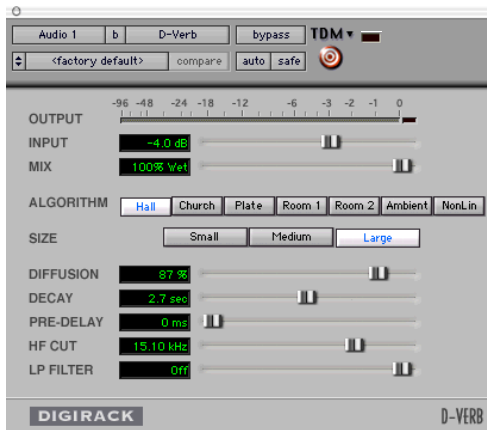 Audio 1 b D-Verb bypass TDM
<factory default> compare auto safe
-96 -48 -24 -18 -12 -6 -3 -2 -1 0
OUTPUT
INPUT -4.0 dB
MIX 100% Wet
ALGORITHM Hall Church Plate Room 1 Room 2 Ambient NonLin
SIZE Small Medium Large
DIFFUSION 87 %
DECAY 2.7 sec
PRE-DELAY 0 ms
HF CUT 15.10 kHz
LP FILTER Off
DIGIRACK D-VERB